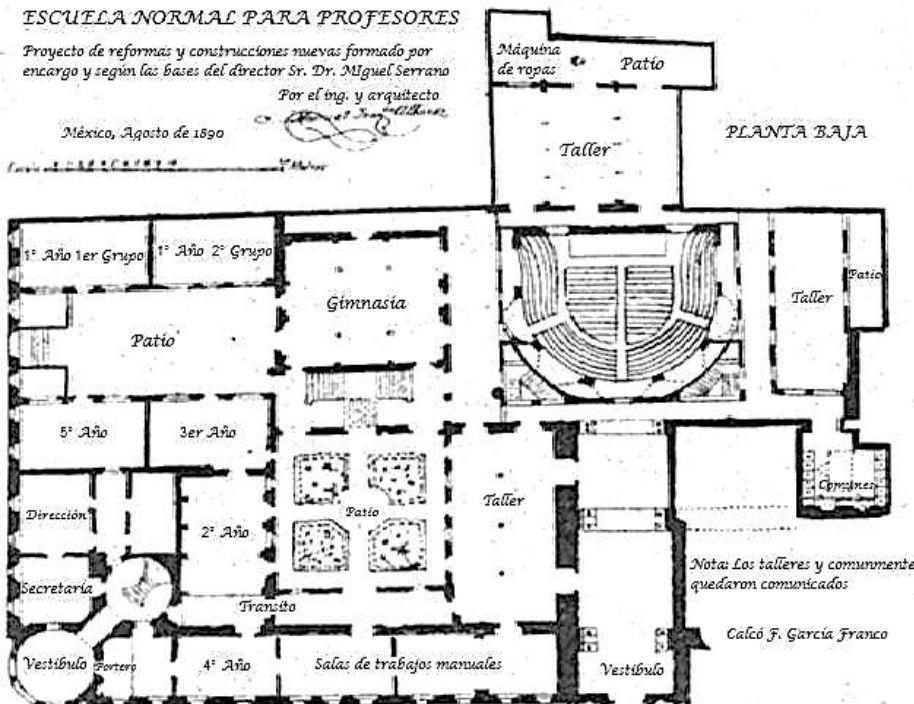 ESCUELA NORMAL PARA PROFESORES
Proyecto de reformas y construcciones nuevas formado por
encargo y según las bases del director Sr. Dr. MIguel Serrano
Por el ing. y arquitecto
México, Agosto de 1890
PLANTA BAJA
Máquina
de ropas
Patio
Taller
1° Año 1er Grupo
1° Año 2° Grupo
Gimnasia
Taller
Patio
Patio
5° Año
3er Año
Comunes
Dirección
2° Año
Patio
Taller
Nota: Los talleres y comunmente
quedaron comunicados
Secretaría
Transito
Calcó F. García Franco
Vestíbulo
Portero
4° Año
Salas de trabajos manuales
Vestíbulo